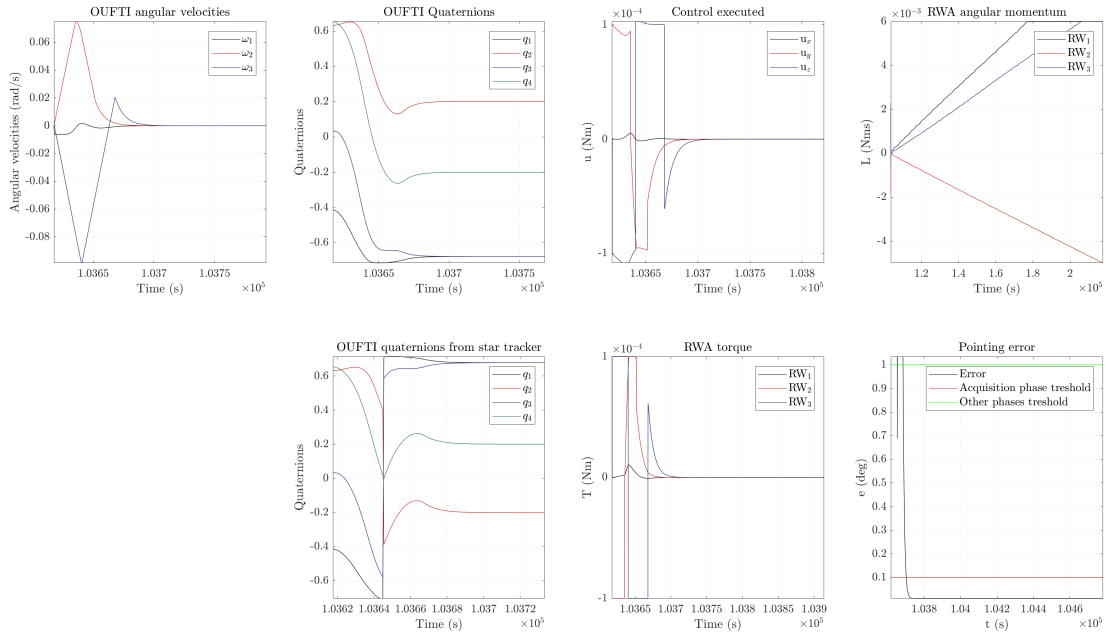 OUFTI angular velocities
Angular velocities (rad/s)
0.06
0.04
0.02
0
-0.02
-0.04
-0.06
-0.08
ω1
ω2
ω3
1.0365 1.037 1.0375
Time (s)
×10^5
OUFTI Quaternions
Quaternions
0.6
0.2
0
-0.2
-0.6
q1
q2
q3
q4
1.0365 1.037 1.0375
Time (s)
×10^5
Control executed
×10^-4
u (Nm)
1
0
-1
ux
uy
uz
1.0365 1.037 1.0375 1.038
Time (s)
×10^5
RWA angular momentum
×10^-3
L (Nms)
6
4
2
0
-2
-4
RW1
RW2
RW3
1.2 1.4 1.6 1.8 2
Time (s)
×10^5
OUFTI quaternions from star tracker
Quaternions
0.6
0.4
0.2
0
-0.2
-0.4
-0.6
q1
q2
q3
q4
1.0362 1.0364 1.0366 1.0368 1.037 1.0372
Time (s)
×10^5
RWA torque
×10^-4
T (Nm)
1
0
-1
RW1
RW2
RW3
1.0365 1.037 1.0375 1.038 1.0385 1.039
Time (s)
×10^5
Pointing error
e (deg)
1
0.9
0.8
0.7
0.6
0.5
0.4
0.3
0.2
0.1
Error
Acquisition phase treshold
Other phases treshold
1.038 1.04 1.042 1.044 1.046
t (s)
×10^5